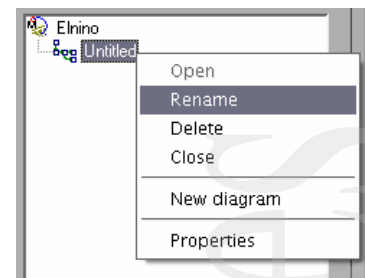 Elnino
Untitled
Open
Rename
Delete
Close
New diagram
Properties